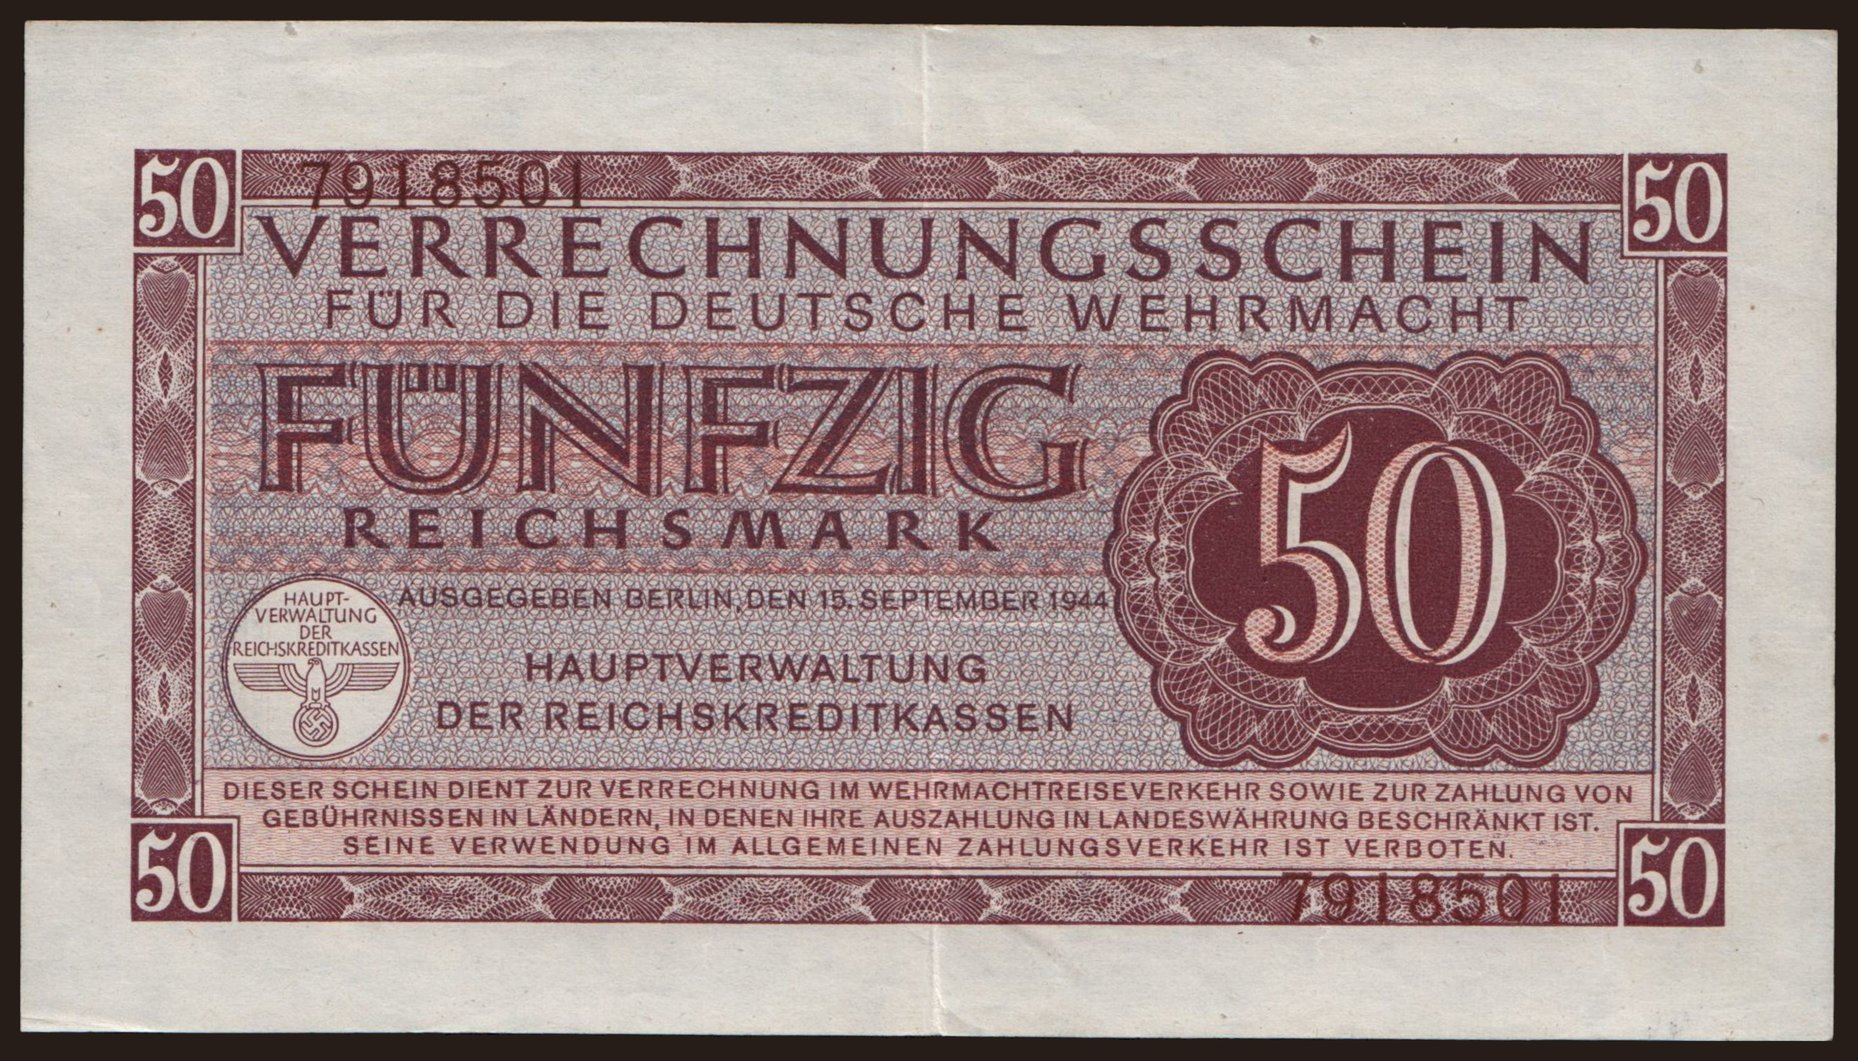 50
7918501
50
VERRECHNUNGSSCHEIN
FÜR DIE DEUTSCHE WEHRMACHT
FÜNFZIG
REICHSMARK
50
HAUPT-
VERWALTUNG
DER
REICHSKREDITKASSEN
AUSGEGEBEN BERLIN, DEN 15. SEPTEMBER 1944
HAUPTVERWALTUNG
DER REICHSKREDITKASSEN
DIESER SCHEIN DIENT ZUR VERRECHNUNG IM WEHRMACHTREISEVERKEHR SOWIE ZUR ZAHLUNG VON
GEBÜHRNISSEN IN LÄNDERN, IN DENEN IHRE AUSZAHLUNG IN LANDESWÄHRUNG BESCHRÄNKT IST.
SEINE VERWENDUNG IM ALLGEMEINEN ZAHLUNGSVERKEHR IST VERBOTEN.
50
7918501
50